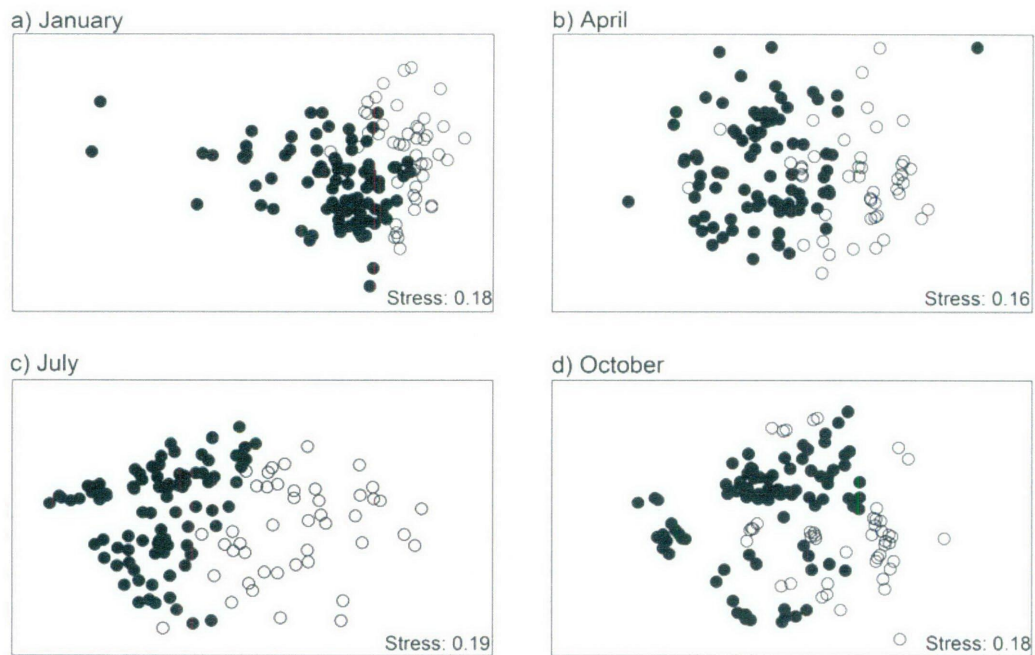 a) January
b) April
Stress: 0.18
Stress: 0.16
c) July
d) October
Stress: 0.19
Stress: 0.18